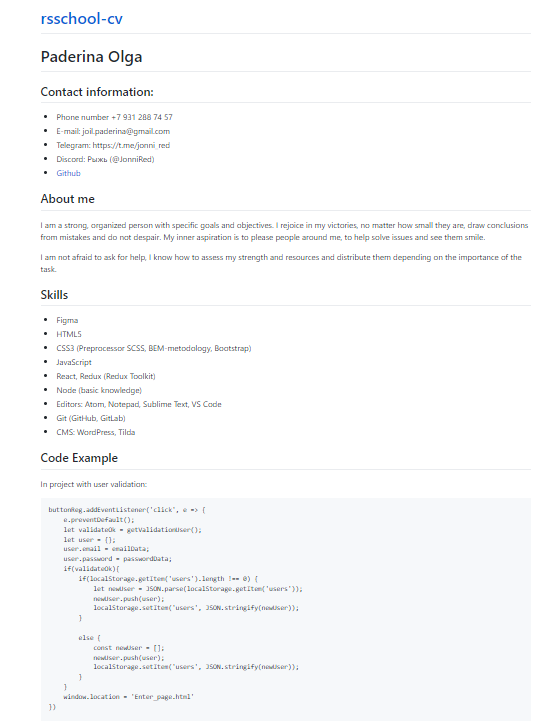 rsschool-cv
Paderina Olga
Contact information:
Phone number +7 931 288 74 57
E-mail: joil.paderina@gmail.com
Telegram: https://t.me/jonni_red
Discord: Рыжь (@JonniRed)
Github
About me
I am a strong, organized person with specific goals and objectives. I rejoice in my victories, no matter how small they are, draw conclusions
from mistakes and do not despair. My inner aspiration is to please people around me, to help solve issues and see them smile.
I am not afraid to ask for help, I know how to assess my strength and resources and distribute them depending on the importance of the
task.
Skills
Figma
HTML5
CSS3 (Preprocessor SCSS, BEM-metodology, Bootstrap)
JavaScript
React, Redux (Redux Toolkit)
Node (basic knowledge)
Editors: Atom, Notepad, Sublime Text, VS Code
Git (GitHub, GitLab)
CMS: WordPress, Tilda
Code Example
In project with user validation:
buttonReg.addEventListener('click', e => {
    e.preventDefault();
    let validateOk = getValidationUser();
    let user = {};
    user.email = emailData;
    user.password = passwordData;
    if(validateOk){
        if(localStorage.getItem('users').length !== 0) {
            let newUser = JSON.parse(localStorage.getItem('users'));
            newUser.push(user);
            localStorage.setItem('users', JSON.stringify(newUser));
        }
        else {
            const newUser = [];
            newUser.push(user);
            localStorage.setItem('users', JSON.stringify(newUser));
        }
    }
    window.location = 'Enter_page.html'
})